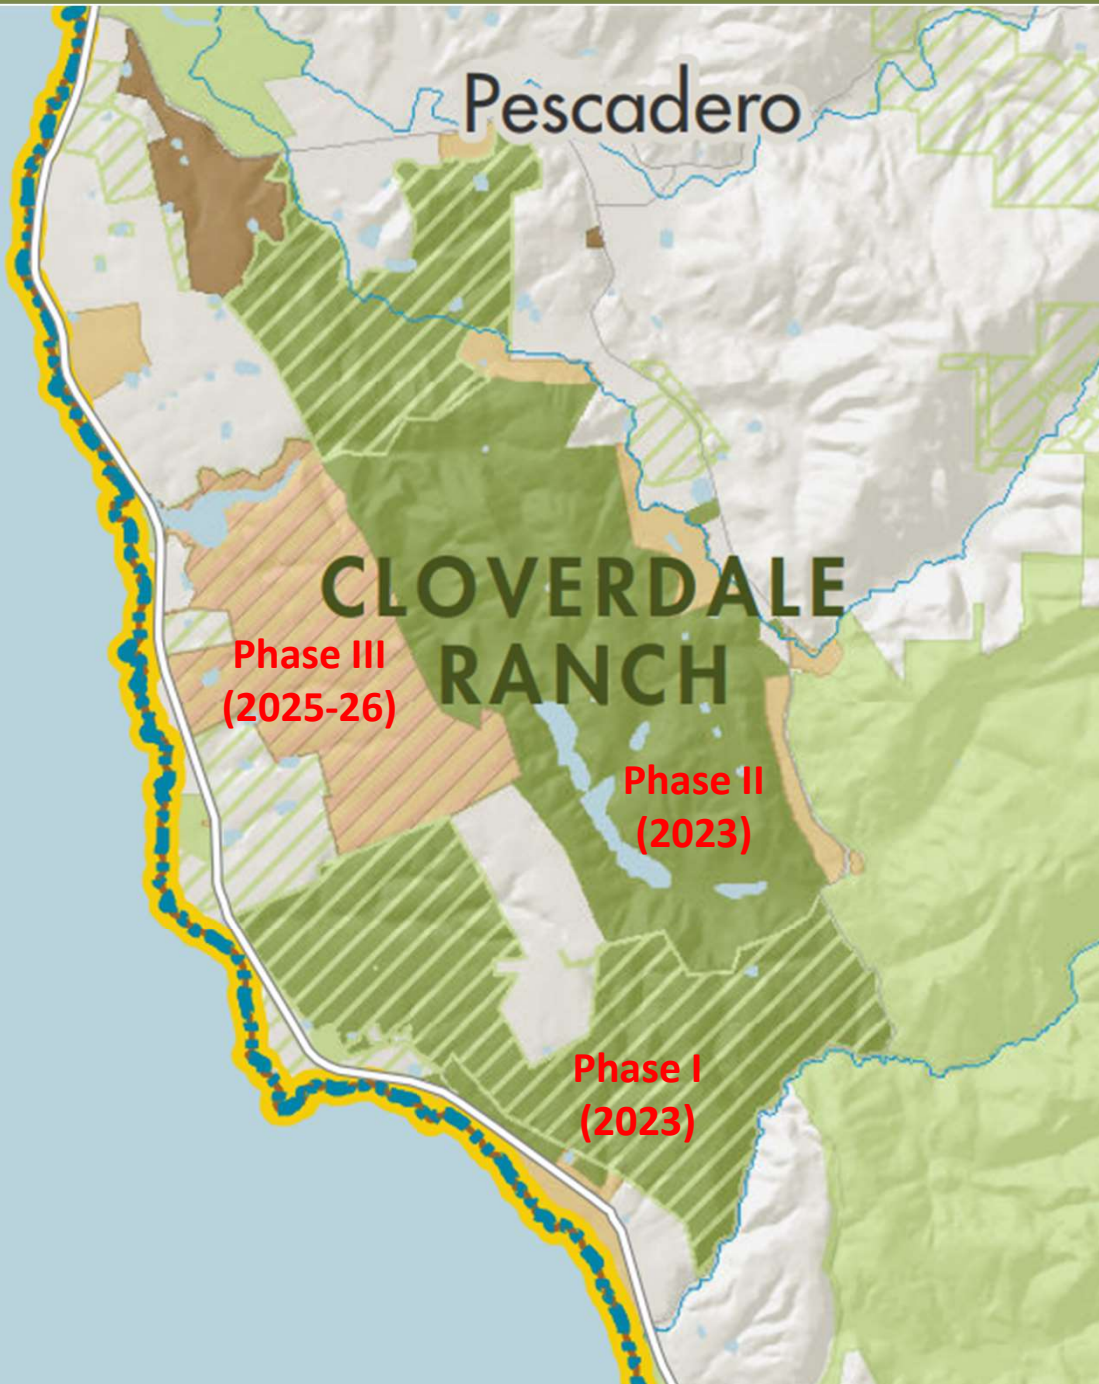 Pescadero
CLOVERDALE
RANCH
Phase III
(2025-26)
Phase II
(2023)
Phase I
(2023)